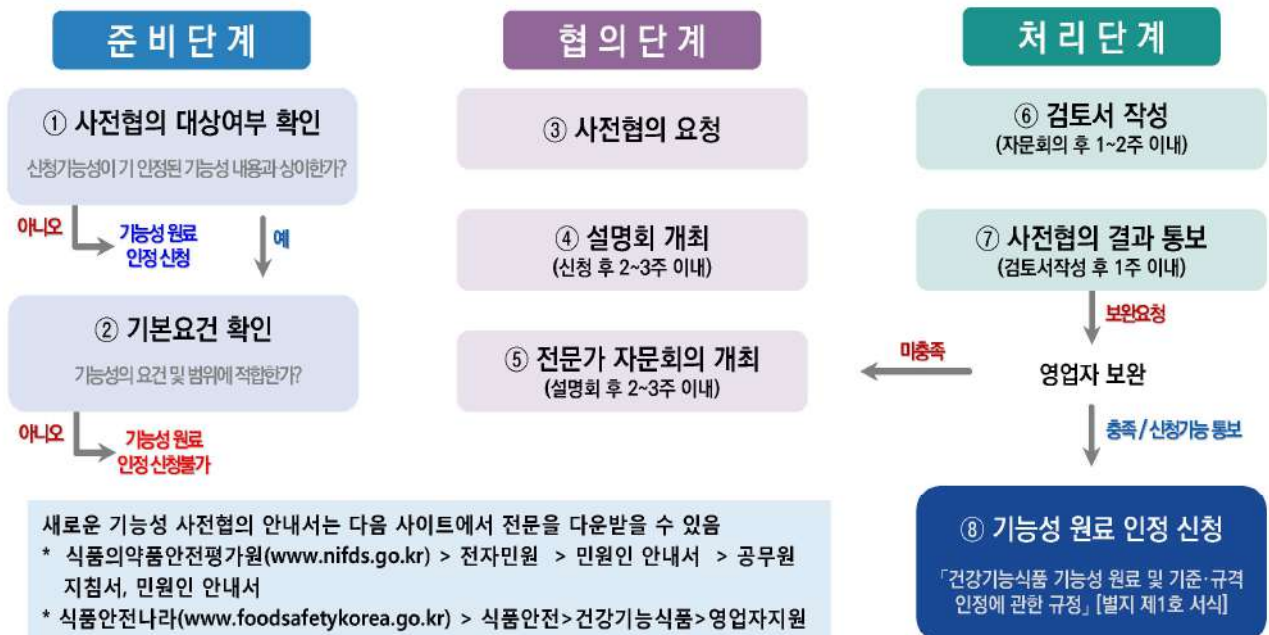 준비단계
① 사전협의 대상여부 확인
신청기능성이 기 인정된 기능성 내용과 상이한가?
아니오
기능성 원료
인정 신청
예
② 기본요건 확인
기능성의 요건 및 범위에 적합한가?
아니오
기능성 원료
인정 신청불가
협의단계
③ 사전협의 요청
④ 설명회 개최
(신청 후 2~3주 이내)
⑤ 전문가 자문회의 개최
(설명회 후 2~3주 이내)
처리단계
⑥ 검토서 작성
(자문회의 후 1~2주 이내)
⑦ 사전협의 결과 통보
(검토서작성 후 1주 이내)
보완요청
미충족
영업자 보완
충족 / 신청가능 통보
⑧ 기능성 원료 인정 신청
「건강기능식품 기능성 원료 및 기준·규격
인정에 관한 규정」 [별지 제1호 서식]
새로운 기능성 사전협의 안내서는 다음 사이트에서 전문을 다운받을 수 있음
* 식품의약품안전평가원(www.nifds.go.kr) > 전자민원 > 민원인 안내서 > 공무원
지침서, 민원인 안내서
* 식품안전나라(www.foodsafetykorea.go.kr) > 식품안전>건강기능식품>영업자지원